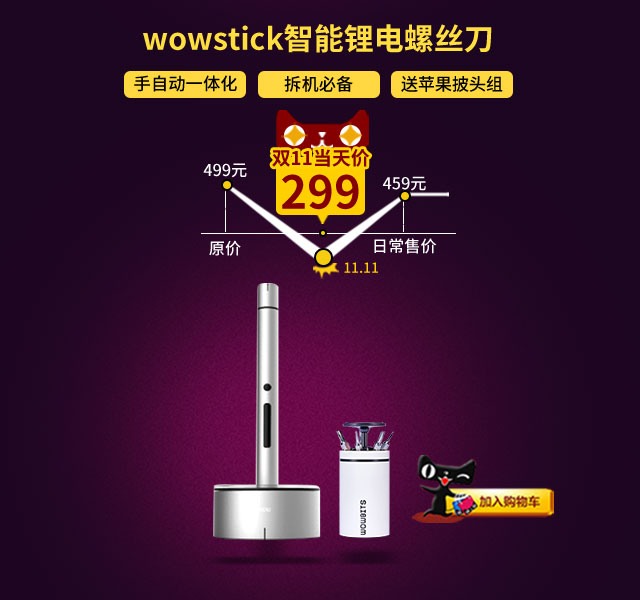 wowstick智能锂电螺丝刀
手自动一体化 拆机必备 送苹果披头组
双11当天价
499元 299 459元
原价 日常售价
11.11
wowbits
加入购物车